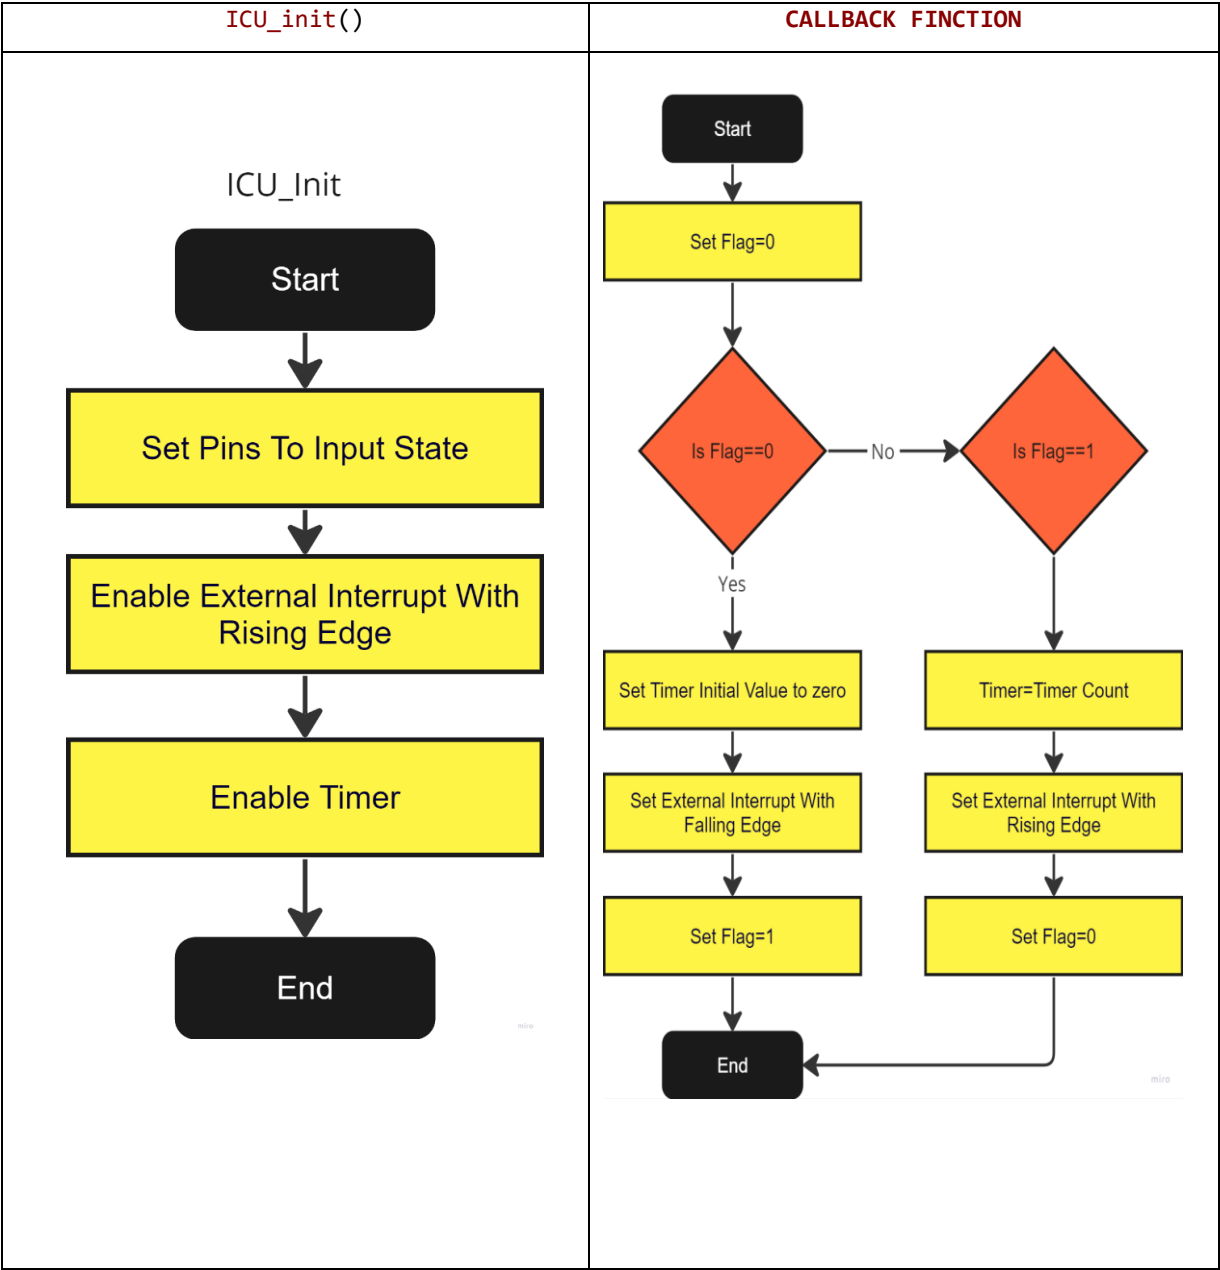 ICU_init()
CALLBACK FINCTION
ICU_Init
Start
Set Pins To Input State
Enable External Interrupt With
Rising Edge
Enable Timer
End
miro
Start
Set Flag=0
Is Flag==0
No
Is Flag==1
Yes
Set Timer Initial Value to zero
Timer=Timer Count
Set External Interrupt With
Falling Edge
Set External Interrupt With
Rising Edge
Set Flag=1
Set Flag=0
End
miro